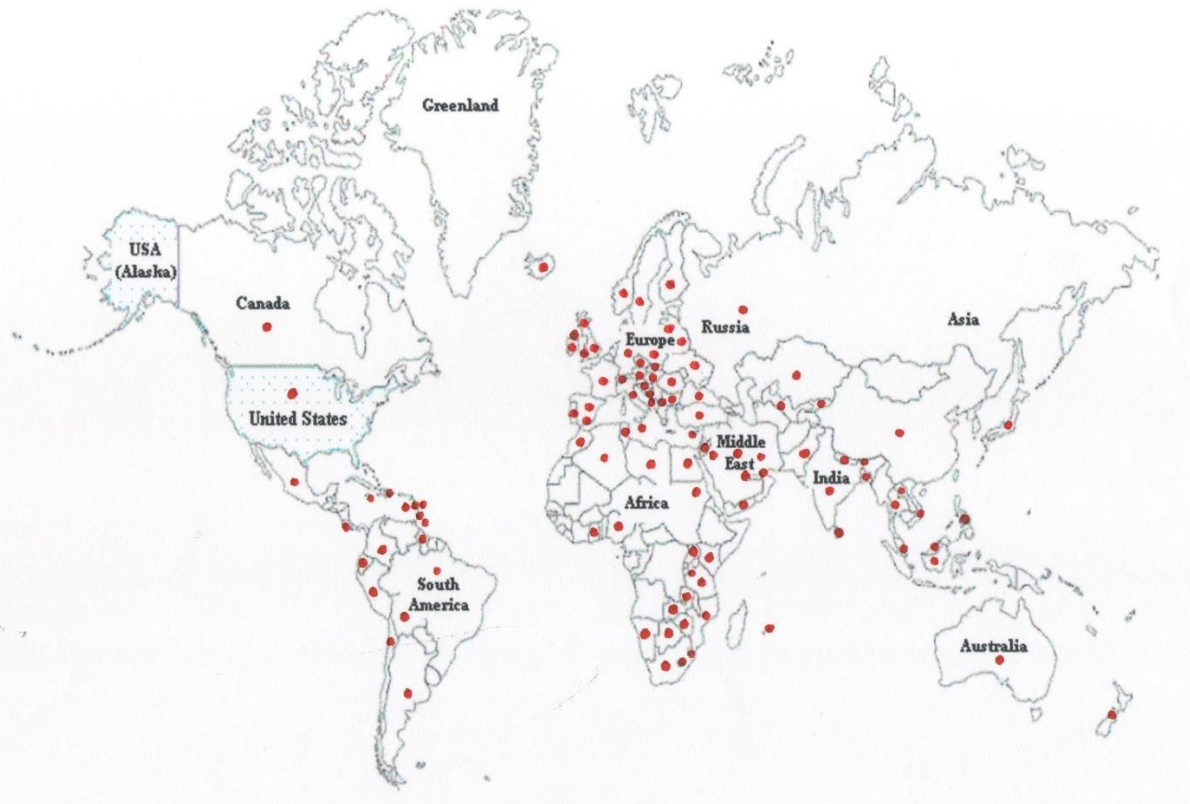 Greenland
USA
(Alaska)
Canada
Asia
Russia
Europe
United States
Middle
East
India
Africa
South
America
Australia